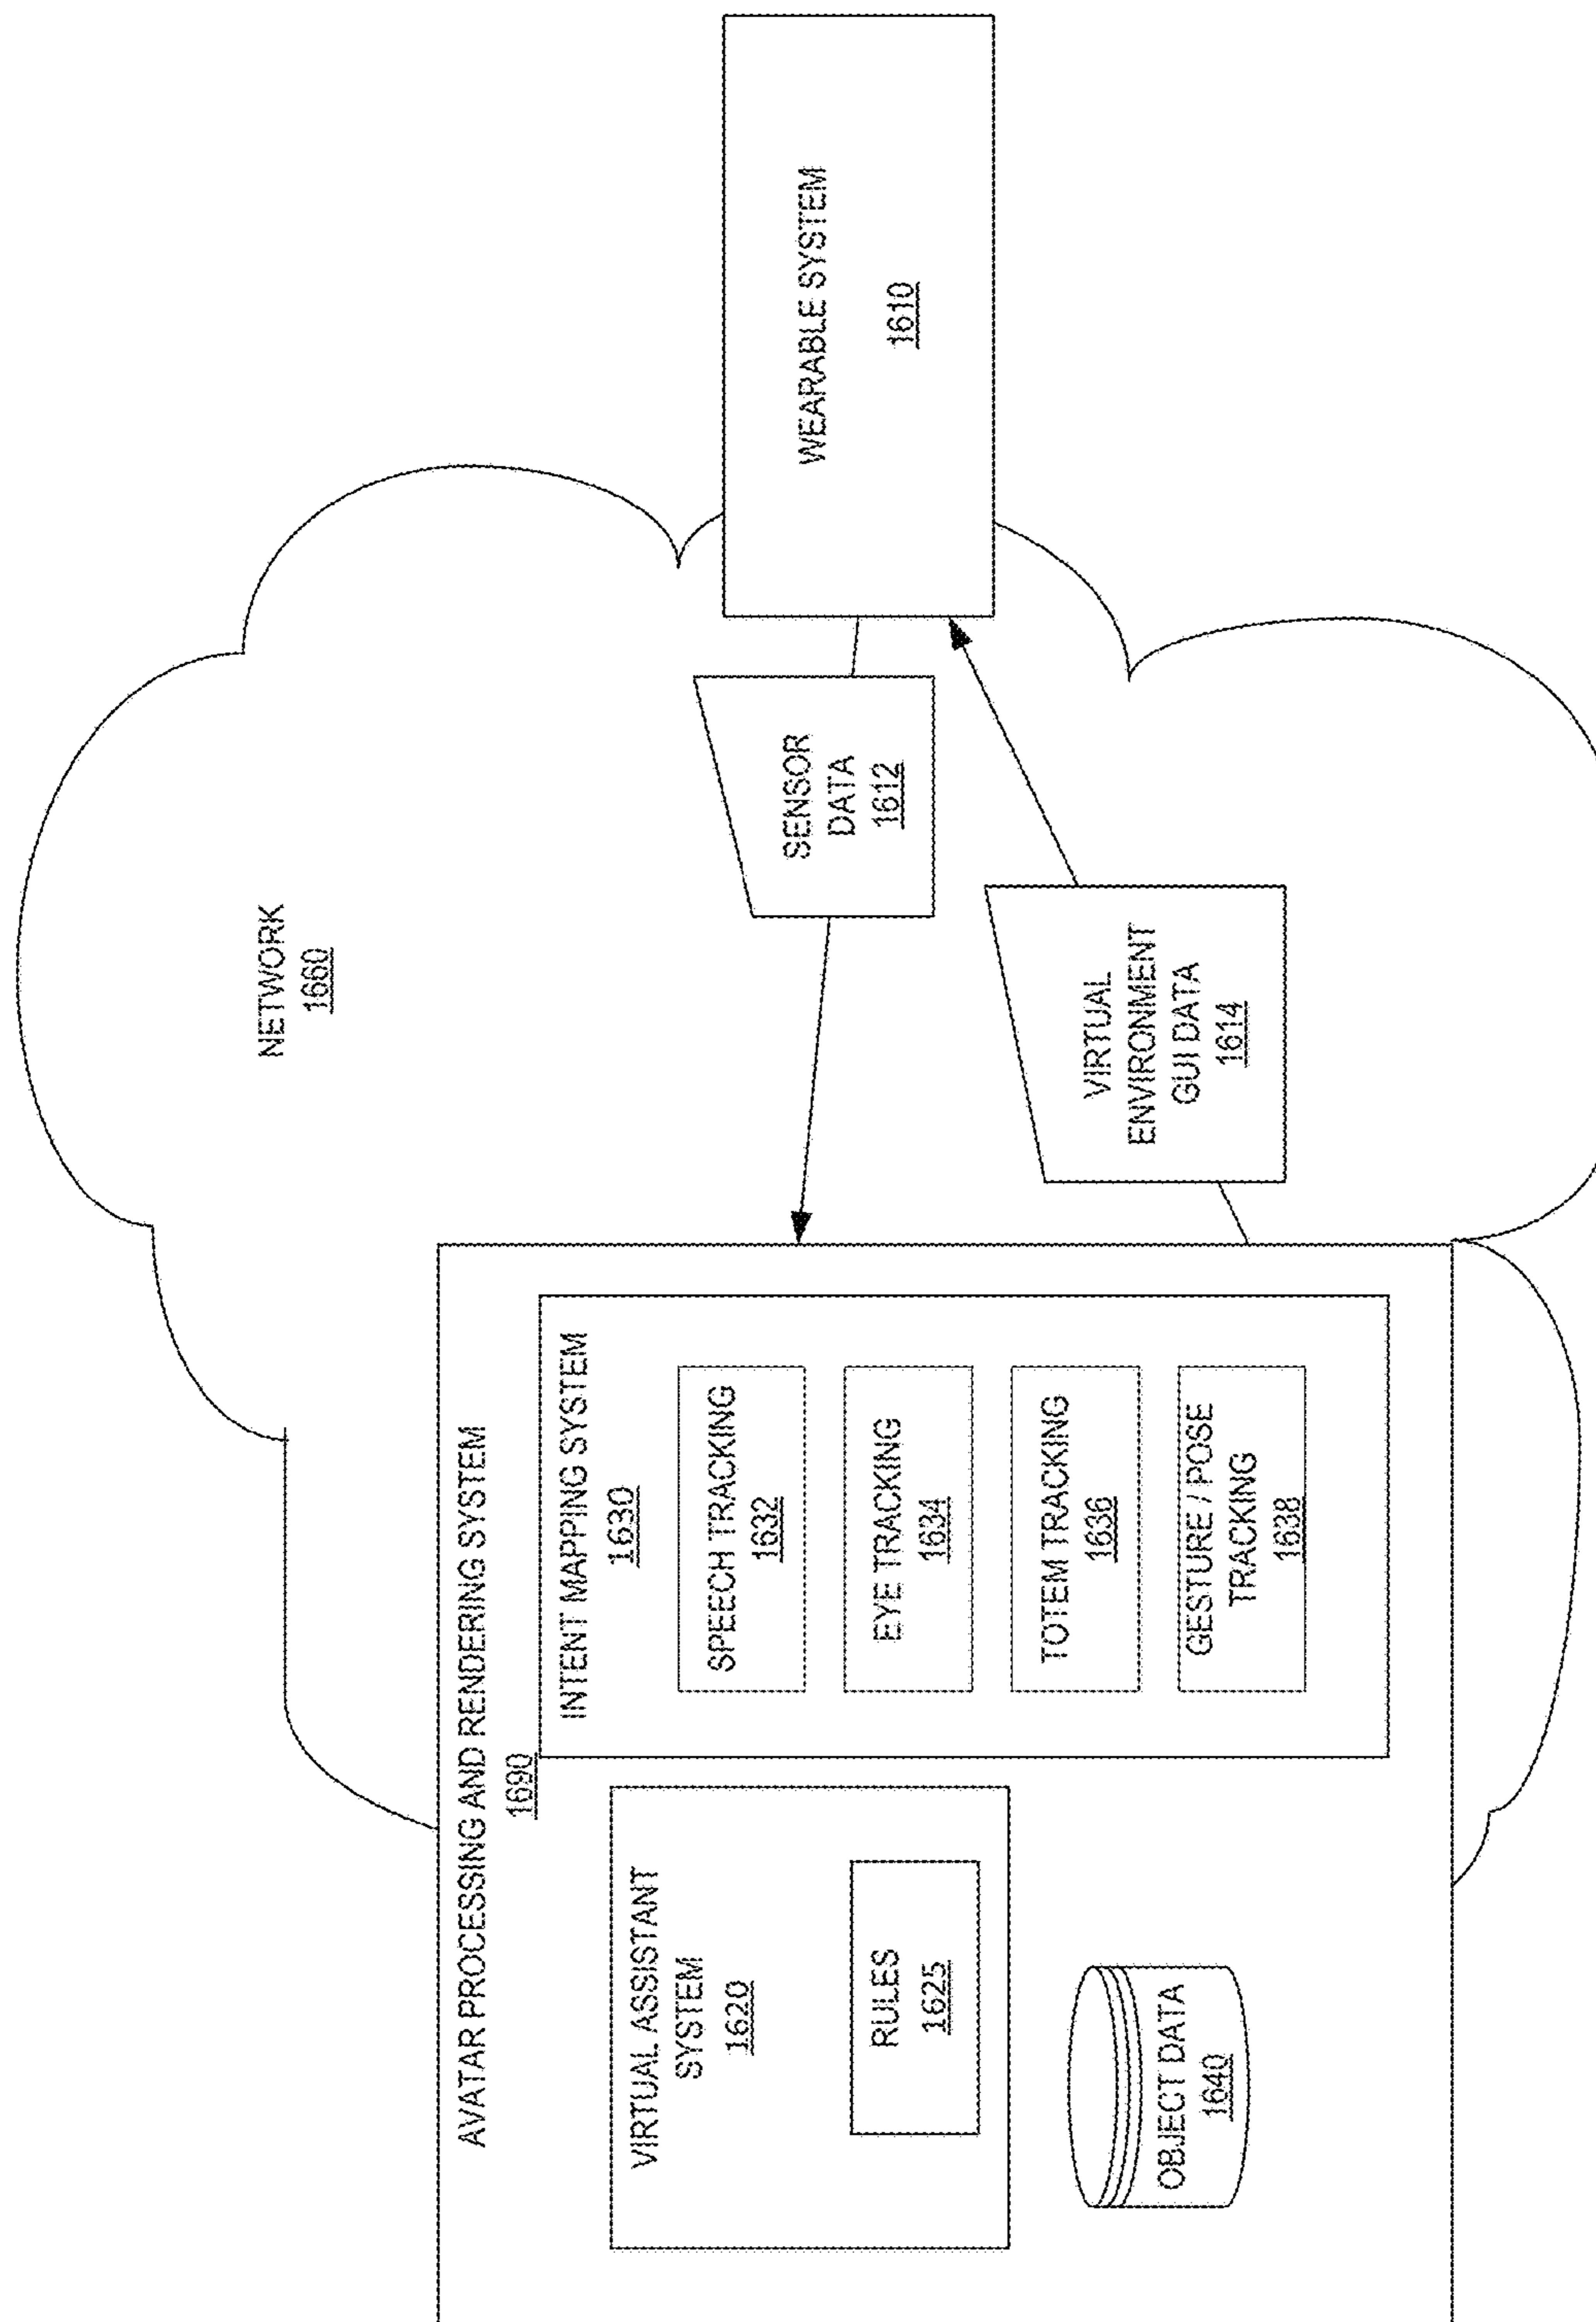 AVATAR PROCESSING AND RENDERING SYSTEM
1690
VIRTUAL ASSISTANT
SYSTEM
1620
RULES
1625
OBJECT DATA
1640
INTENT MAPPING SYSTEM
1630
SPEECH TRACKING
1632
EYE TRACKING
1634
TOTEM TRACKING
1636
GESTURE / POSE
TRACKING
1638
NETWORK
1660
SENSOR
DATA
1612
VIRTUAL
ENVIRONMENT
GUI DATA
1614
WEARABLE SYSTEM
1610